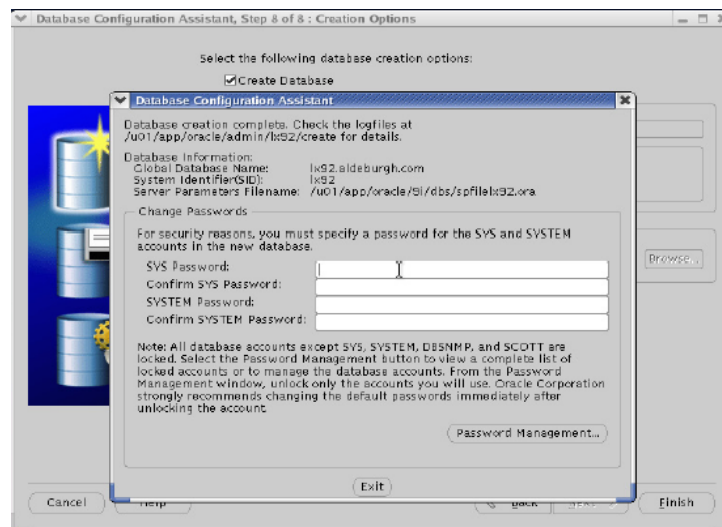 Database Configuration Assistant, Step 8 of 8 : Creation Options
Select the following database creation options:
Create Database
Database Configuration Assistant
Database creation complete. Check the logfiles at
/u01/app/oracle/admin/lx92/create for details.
Database Information:
Global Database Name: lx92.aldeburgh.com
System Identifier(SID): lx92
Server Parameters Filename: /u01/app/oracle/9i/dbs/spfilelx92.ora
Change Passwords
For security reasons, you must specify a password for the SYS and SYSTEM
accounts in the new database.
SYS Password:
Confirm SYS Password:
SYSTEM Password:
Confirm SYSTEM Password:
Note: All database accounts except SYS, SYSTEM, DBSNMP, and SCOTT are
locked. Select the Password Management button to view a complete list of
locked accounts or to manage the database accounts. From the Password
Management window, unlock only the accounts you will use. Oracle Corporation
strongly recommends changing the default passwords immediately after
unlocking the account.
Password Management...
Exit
Browse...
Cancel
Help
Back
Next
Finish